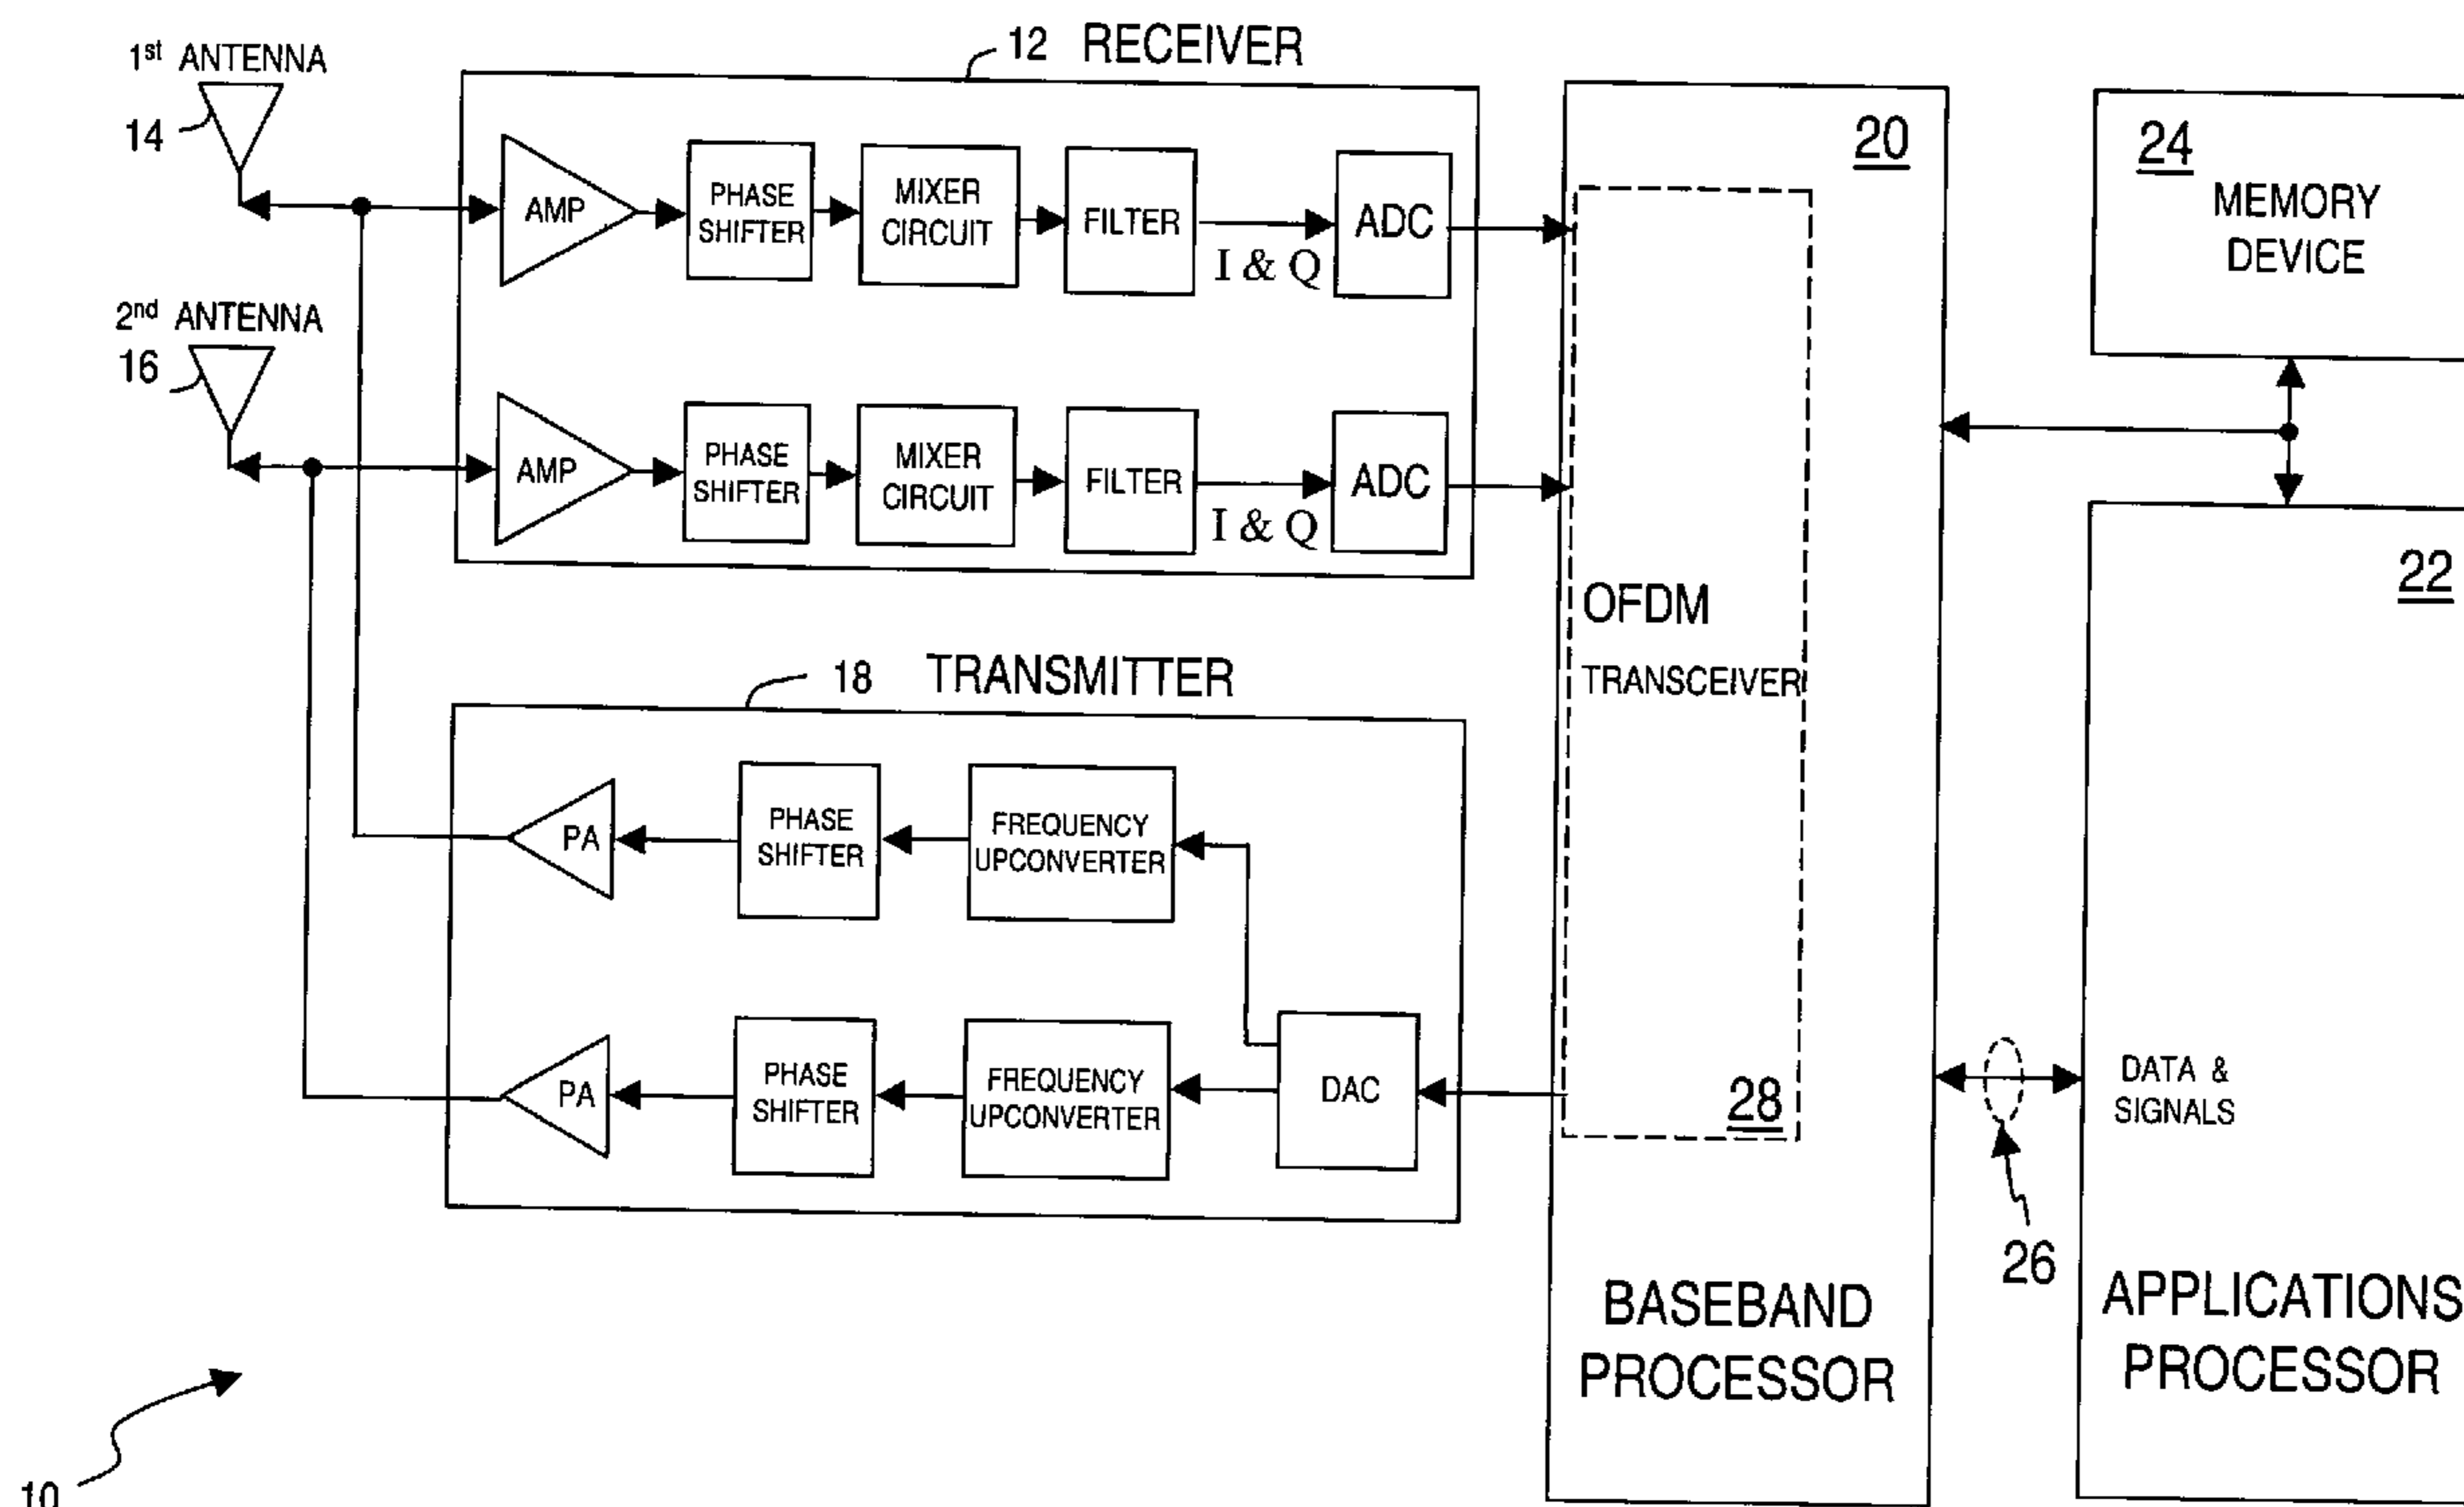 1st ANTENNA
14
2nd ANTENNA
16
12 RECEIVER
AMP
PHASE
SHIFTER
MIXER
CIRCUIT
FILTER
I & Q
ADC
AMP
PHASE
SHIFTER
MIXER
CIRCUIT
FILTER
I & Q
ADC
18 TRANSMITTER
PA
PHASE
SHIFTER
FREQUENCY
UPCONVERTER
PA
PHASE
SHIFTER
FREQUENCY
UPCONVERTER
DAC
20
OFDM
TRANSCEIVER
28
BASEBAND
PROCESSOR
24
MEMORY
DEVICE
22
DATA &
SIGNALS
26
APPLICATIONS
PROCESSOR
10